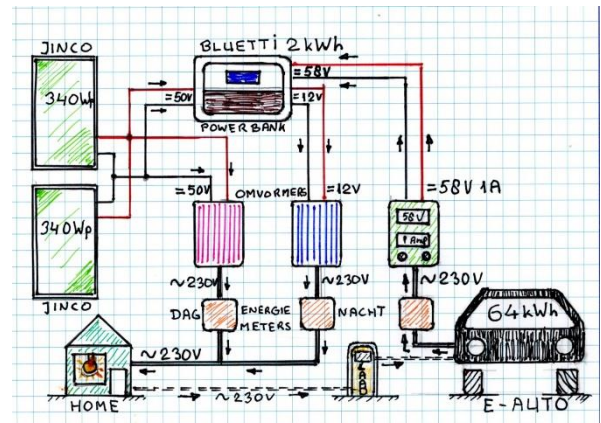 JINCO
340Wp
340Wp
JINCO
BLUETTi 2kWh
=50V
=58V
=12V
POWERBANK
=50V
OMVORMERS
=12V
=58V 1A
58V
1 Amp
~230V
~230V
~230V
DAG
ENERGIE
METERS
NACHT
64kWh
~230V
HOME
~230V
E-AUTO